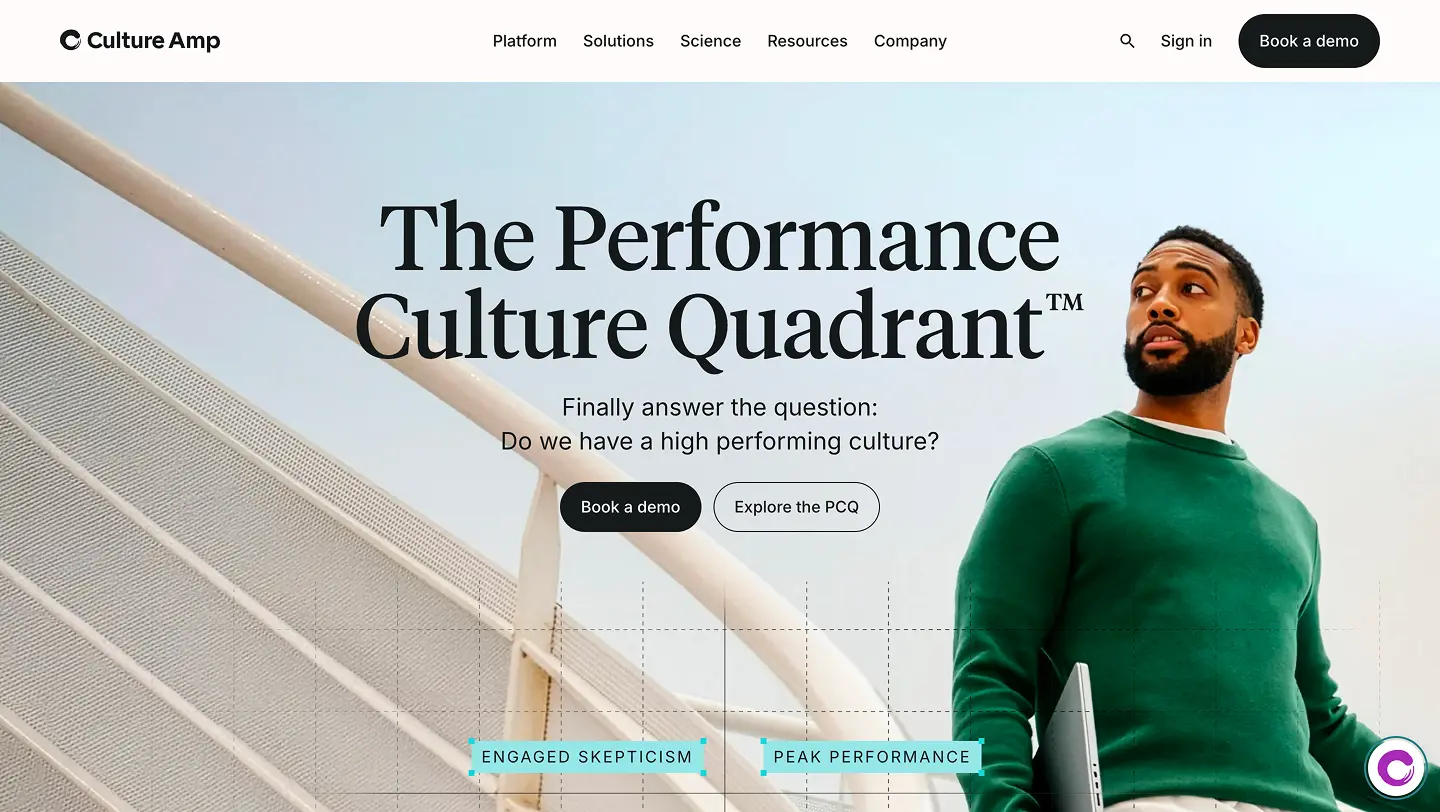 Culture Amp
Platform
Solutions
Science
Resources
Company
Sign in
Book a demo
The Performance
Culture Quadrant™
Finally answer the question:
Do we have a high performing culture?
Book a demo
Explore the PCQ
ENGAGED SKEPTICISM
PEAK PERFORMANCE